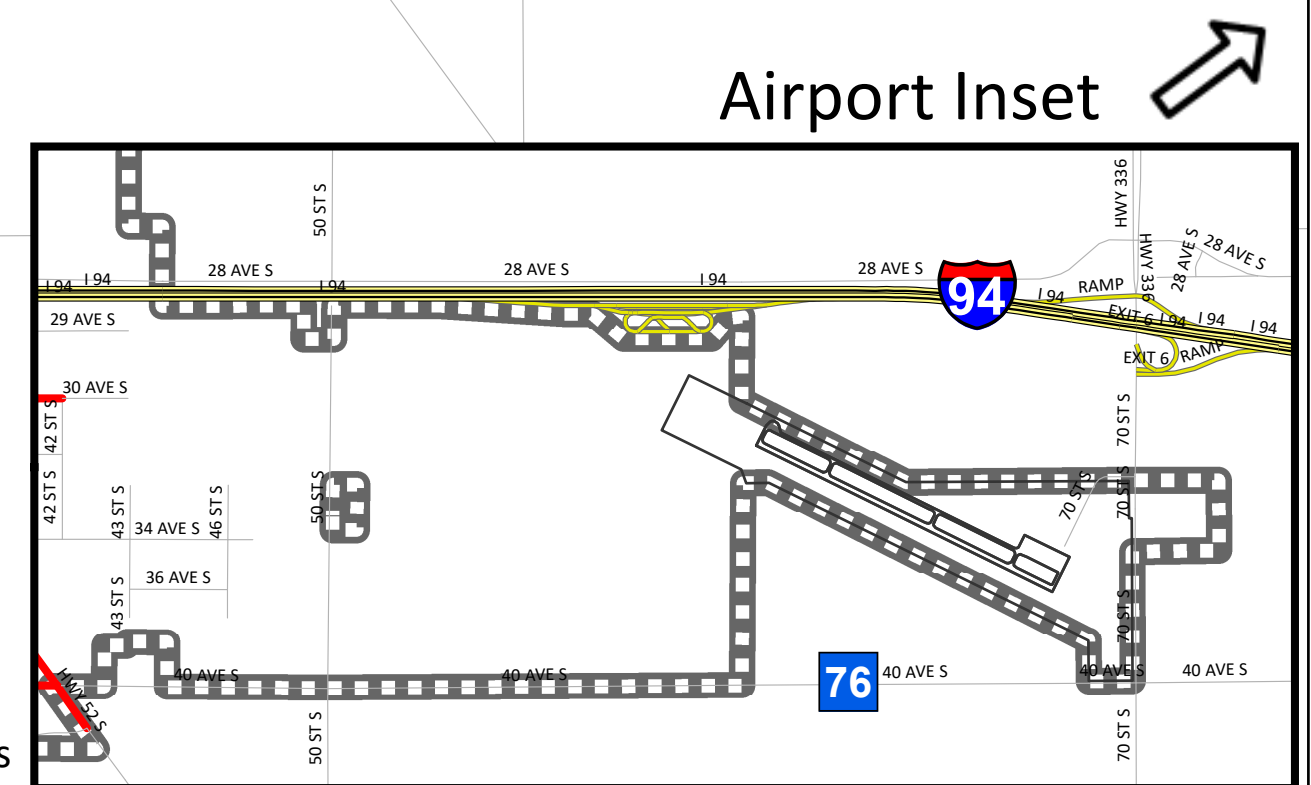 Airport Inset
50 ST S
HWY 336
28 AVE S
28 AVE S
28 AVE S
HWY 336
28 AVE S
28 AVE S
I 94
I 94
I 94
I 94
94
I 94
RAMP
EXIT 6
I 94
I 94
I 94
29 AVE S
EXIT 6
RAMP
30 AVE S
42 ST S
70 ST S
42 ST S
43 ST S
46 ST S
50 ST S
70 ST S
70 ST S
34 AVE S
36 AVE S
43 ST S
70 ST S
HWY 52 S
40 AVE S
40 AVE S
76
40 AVE S
40 AVE S
40 AVE S
50 ST S
70 ST S
s